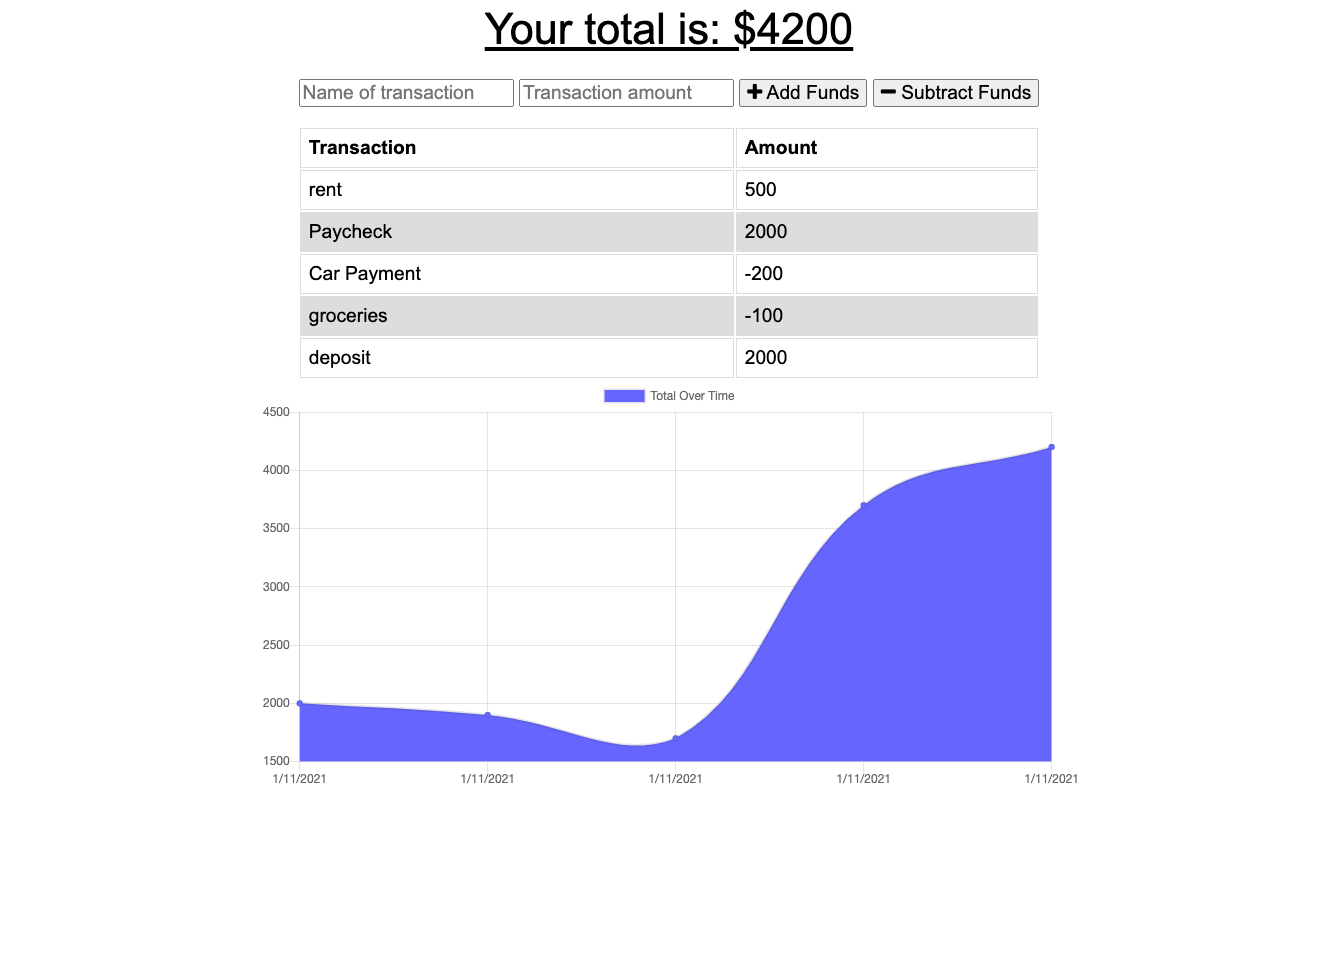 Your total is: $4200
Name of transaction Transaction amount Add Funds Subtract Funds
Transaction Amount
rent 500
Paycheck 2000
Car Payment -200
groceries -100
deposit 2000
Total Over Time
4500
4000
3500
3000
2500
2000
1500
1/11/2021 1/11/2021 1/11/2021 1/11/2021 1/11/2021